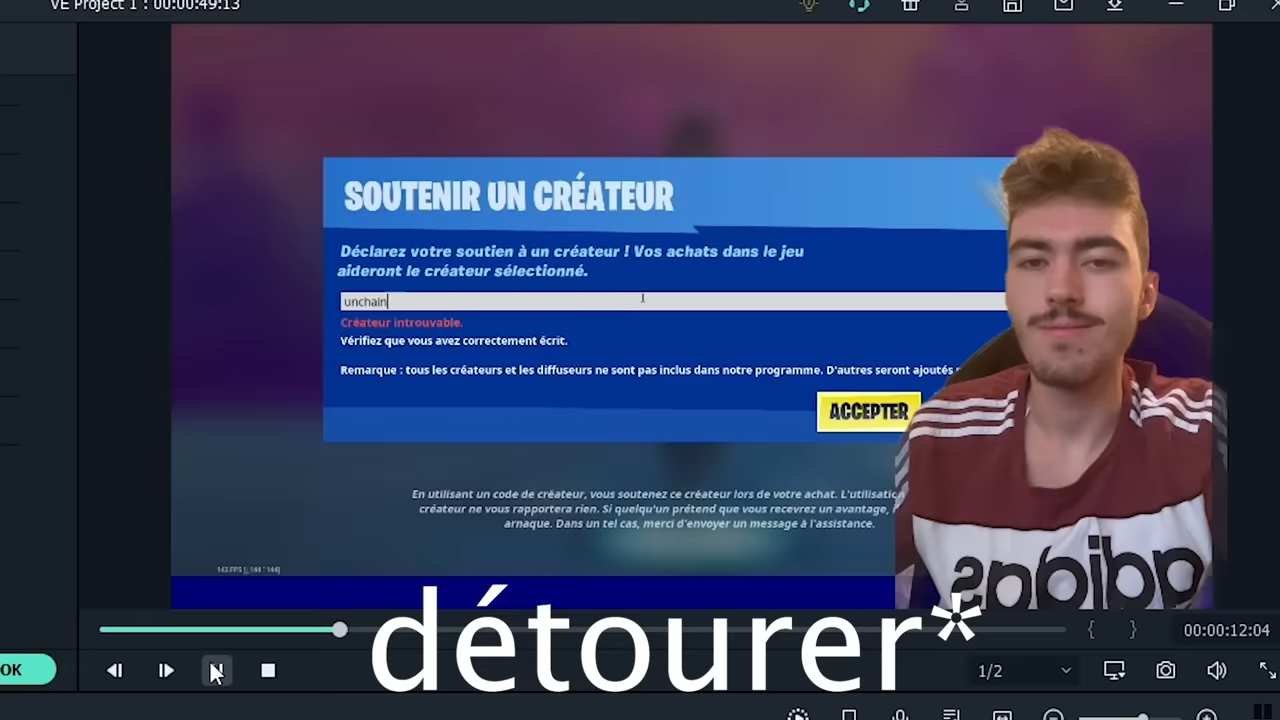 VE Project 1 : 00:00:49:13
SOUTENIR UN CRÉATEUR
Déclarez votre soutien à un créateur ! Vos achats dans le jeu
aideront le créateur sélectionné.
unchain
Créateur introuvable.
Vérifiez que vous avez correctement écrit.
Remarque : tous les créateurs et les diffuseurs ne sont pas inclus dans notre programme. D'autres seront ajoutés
ACCEPTER
En utilisant un code de créateur, vous soutenez ce créateur lors de votre achat. L'utilisation
créateur ne vous rapportera rien. Si quelqu'un prétend que vous recevrez un avantage,
arnaque. Dans un tel cas, merci d'envoyer un message à l'assistance.
adidas
détourer*
{ }
00:00:12:04
OK
1/2